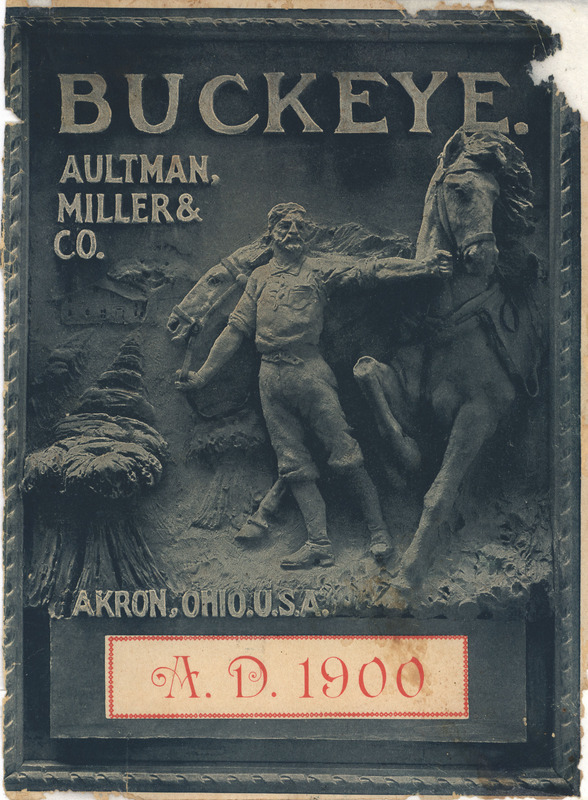 BUCKEYE.
AULTMAN,
MILLER &
CO.
AKRON, OHIO. U.S.A.
A. D. 1900